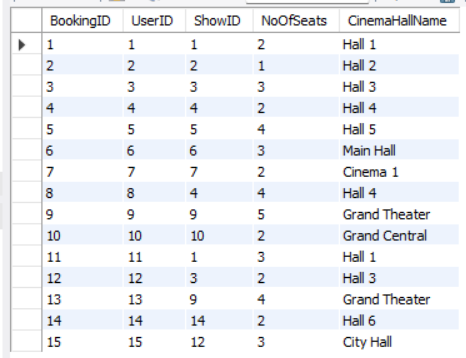 BookingID UserID ShowID NoOfSeats CinemaHallName
1 1 1 2 Hall 1
2 2 2 1 Hall 2
3 3 3 3 Hall 3
4 4 4 2 Hall 4
5 5 5 4 Hall 5
6 6 6 3 Main Hall
7 7 7 2 Cinema 1
8 8 4 4 Hall 4
9 9 9 5 Grand Theater
10 10 10 2 Grand Central
11 11 1 3 Hall 1
12 12 3 2 Hall 3
13 13 9 4 Grand Theater
14 14 14 2 Hall 6
15 15 12 3 City Hall